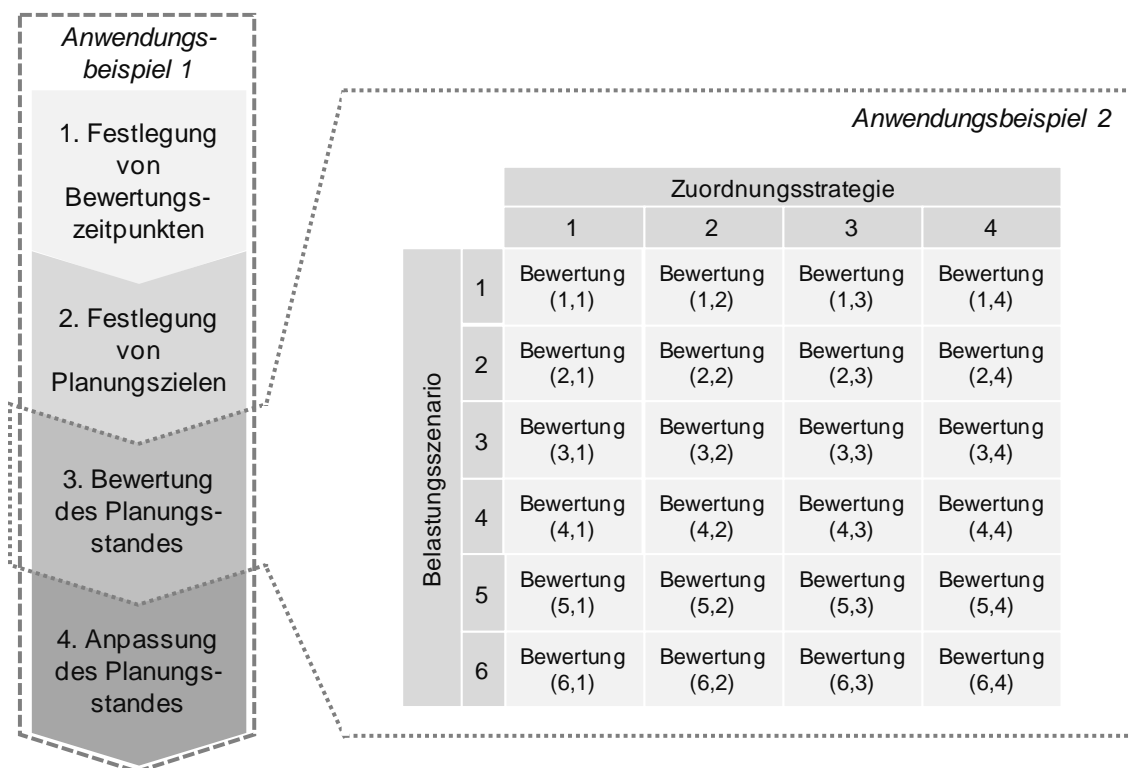 Anwendungs-
beispiel 1
1. Festlegung
von
Bewertungs-
zeitpunkten
2. Festlegung
von
Planungszielen
3. Bewertung
des Planungs-
standes
4. Anpassung
des Planungs-
standes
Anwendungsbeispiel 2
Zuordnungsstrategie
1 2 3 4
Belastungsszenario
1 Bewertung Bewertung Bewertung Bewertung
(1,1) (1,2) (1,3) (1,4)
2 Bewertung Bewertung Bewertung Bewertung
(2,1) (2,2) (2,3) (2,4)
3 Bewertung Bewertung Bewertung Bewertung
(3,1) (3,2) (3,3) (3,4)
4 Bewertung Bewertung Bewertung Bewertung
(4,1) (4,2) (4,3) (4,4)
5 Bewertung Bewertung Bewertung Bewertung
(5,1) (5,2) (5,3) (5,4)
6 Bewertung Bewertung Bewertung Bewertung
(6,1) (6,2) (6,3) (6,4)